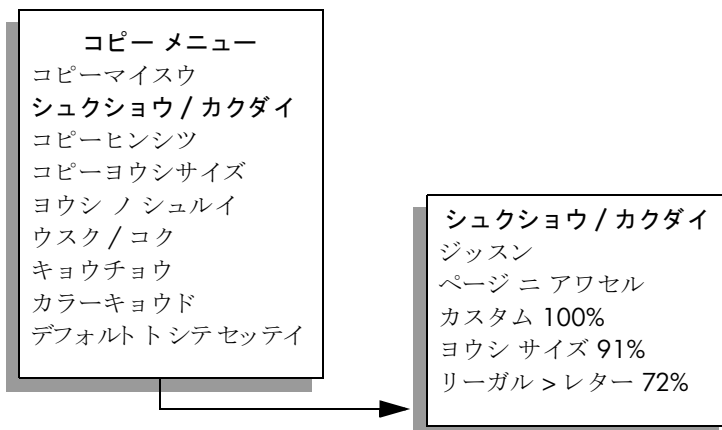 コピー メニュー
コピーマイスウ
シュクショウ / カクダイ
コピーヒンシツ
コピーヨウシサイズ
ヨウシ ノ シュルイ
ウスク / コク
キョウチョウ
カラーキョウド
デフォルト ト シテ セッテイ
シュクショウ / カクダイ
ジッスン
ページ ニ アワセル
カスタム 100%
ヨウシ サイズ 91%
リーガル > レター 72%